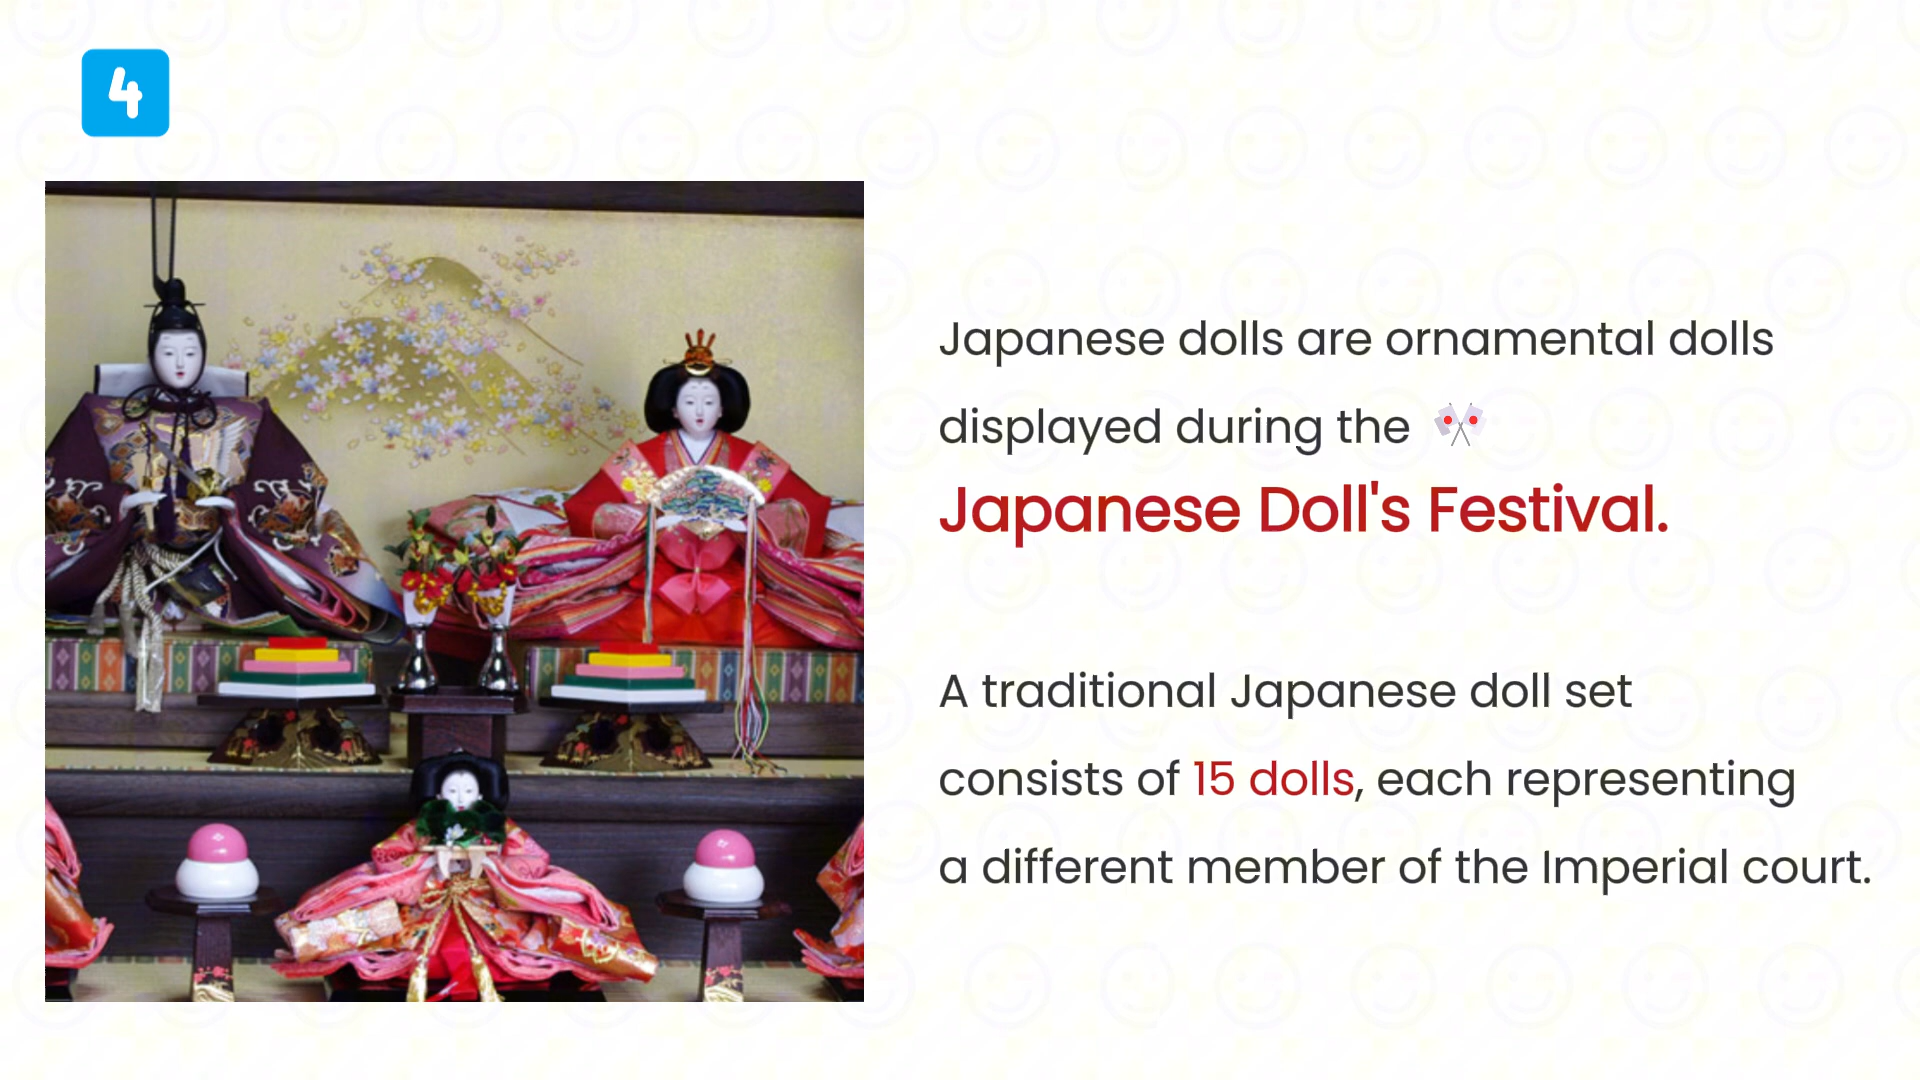 4
Japanese dolls are ornamental dolls
displayed during the
Japanese Doll's Festival.
A traditional Japanese doll set
consists of 15 dolls, each representing
a different member of the Imperial court.